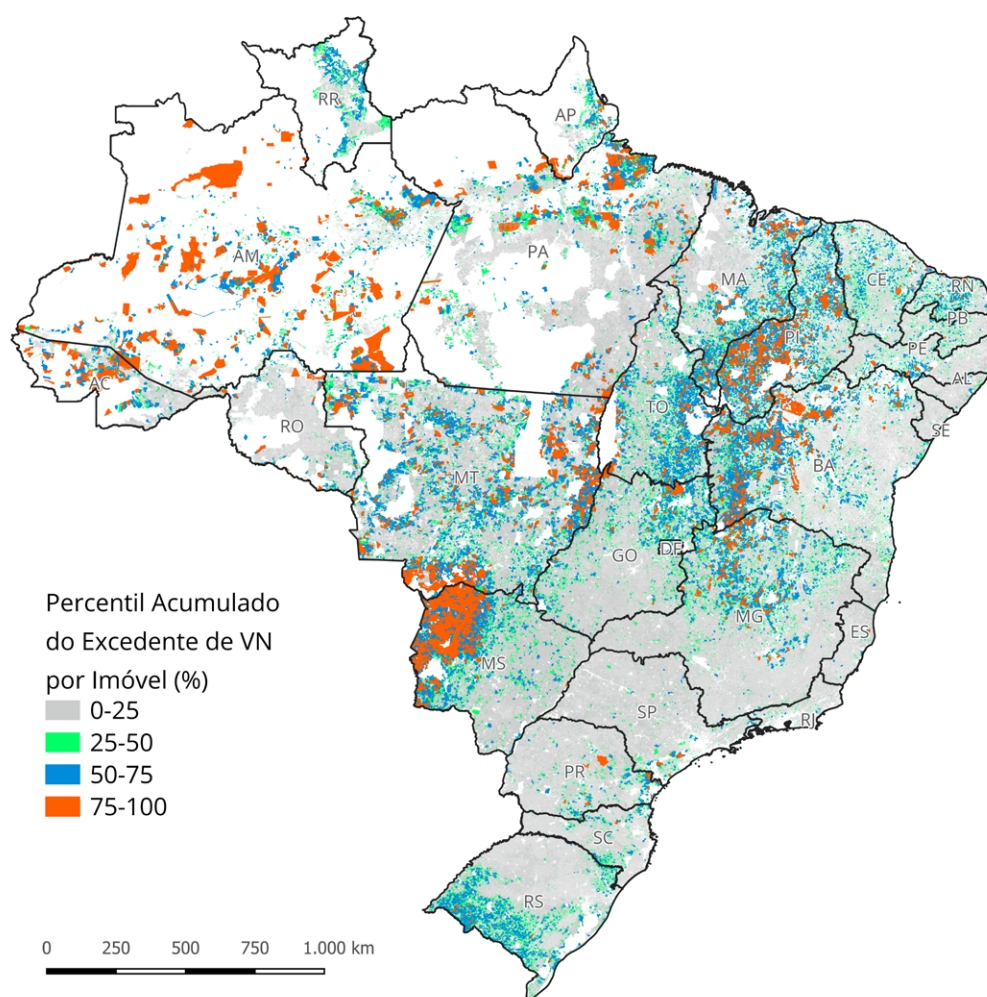 RR
AP
AM
PA
MA
CE
RN
PB
PI
PE
AC
AL
TO
SE
RO
BA
MT
DF
GO
MG
ES
MS
SP
RJ
PR
SC
RS
Percentil Acumulado
do Excedente de VN
por Imóvel (%)
0-25
25-50
50-75
75-100
0 250 500 750 1.000 km